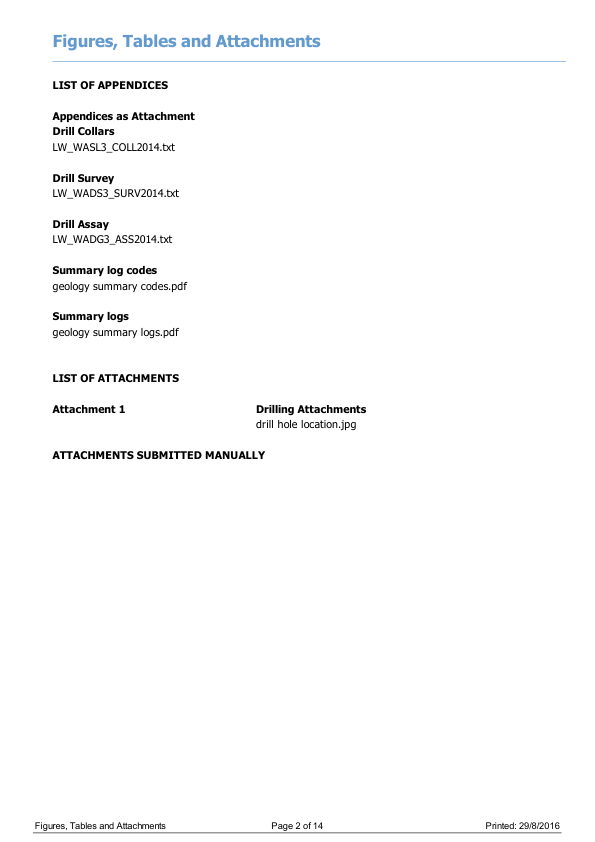 Figures, Tables and Attachments
LIST OF APPENDICES
Appendices as Attachment
Drill Collars
LW_WASL3_COLL2014.txt
Drill Survey
LW_WADS3_SURV2014.txt
Drill Assay
LW_WADG3_ASS2014.txt
Summary log codes
geology summary codes.pdf
Summary logs
geology summary logs.pdf
LIST OF ATTACHMENTS
Attachment 1 Drilling Attachments
drill hole location.jpg
ATTACHMENTS SUBMITTED MANUALLY
Figures, Tables and Attachments Page 2 of 14 Printed: 29/8/2016